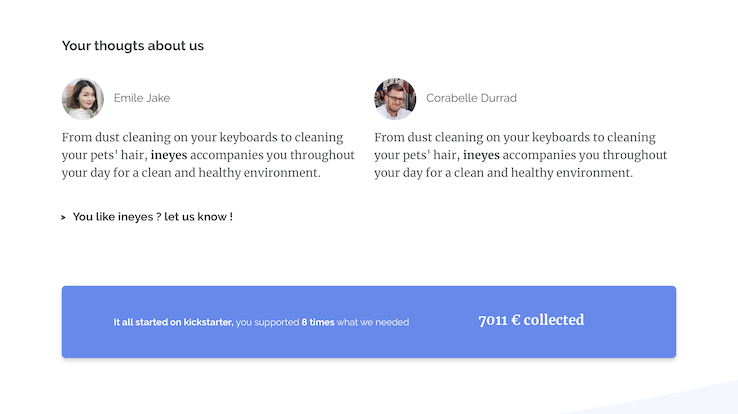 Your thougts about us
Emile Jake
From dust cleaning on your keyboards to cleaning
your pets' hair, ineyes accompanies you throughout
your day for a clean and healthy environment.
Corabelle Durrad
From dust cleaning on your keyboards to cleaning
your pets' hair, ineyes accompanies you throughout
your day for a clean and healthy environment.
> You like ineyes ? let us know !
It all started on kickstarter, you supported 8 times what we needed
7011 € collected